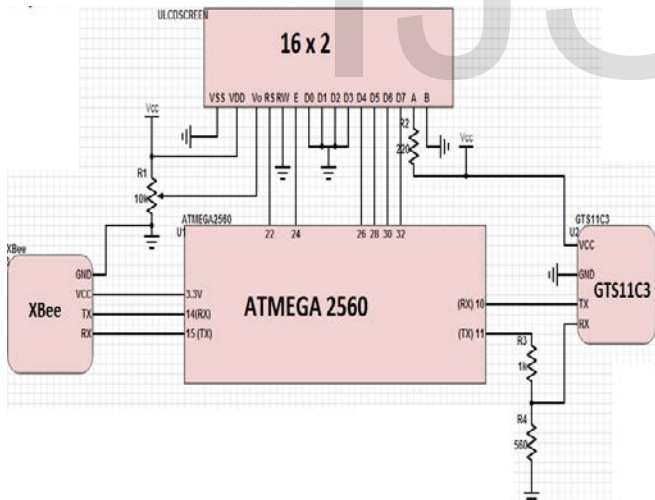 IJS
ULCDSCREEN
16 x 2
VSS VDD Vo RS RW E D0 D1 D2 D3 D4 D5 D6 D7 A B
Vcc
R2
220
Vcc
R1
10k
ATMEGA2560
U1
22 24 26 28 30 32
GTS11C3
U2
XBee
GND
VCC
TX
RX
XBee
3.3V
14(RX)
15 (TX)
ATMEGA 2560
(RX) 10
(TX) 11
VCC
GND
TX
RX
GTS11C3
R3
1k
R4
560